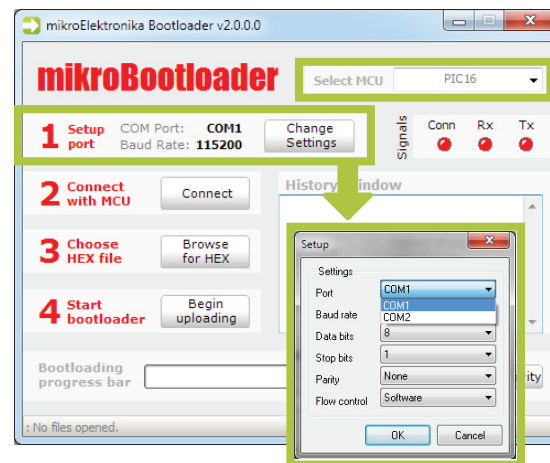 mikroElektronika Bootloader v2.0.0.0
mikroBootloader
Select MCU PIC16
1 Setup port
COM Port: COM1
Baud Rate: 115200
Change Settings
Signals
Conn Rx Tx
2 Connect with MCU
Connect
History Window
3 Choose HEX file
Browse for HEX
4 Start bootloader
Begin uploading
Bootloading progress bar
: No files opened.
Setup
Settings
Port COM1
COM1
Baud rate COM2
Data bits 8
Stop bits 1
Parity None
Flow control Software
OK Cancel